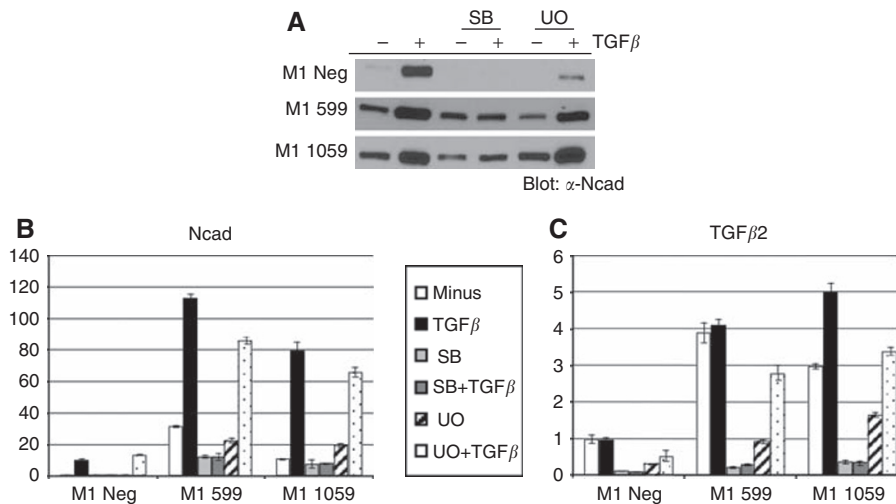 A
SB UO
− + − + − + TGFβ
M1 Neg
M1 599
M1 1059
Blot: α-Ncad
B
Ncad
140
120
100
80
60
40
20
0
M1 Neg M1 599 M1 1059
Minus
TGFβ
SB
SB+TGFβ
UO
UO+TGFβ
C
TGFβ2
6
5
4
3
2
1
0
M1 Neg M1 599 M1 1059